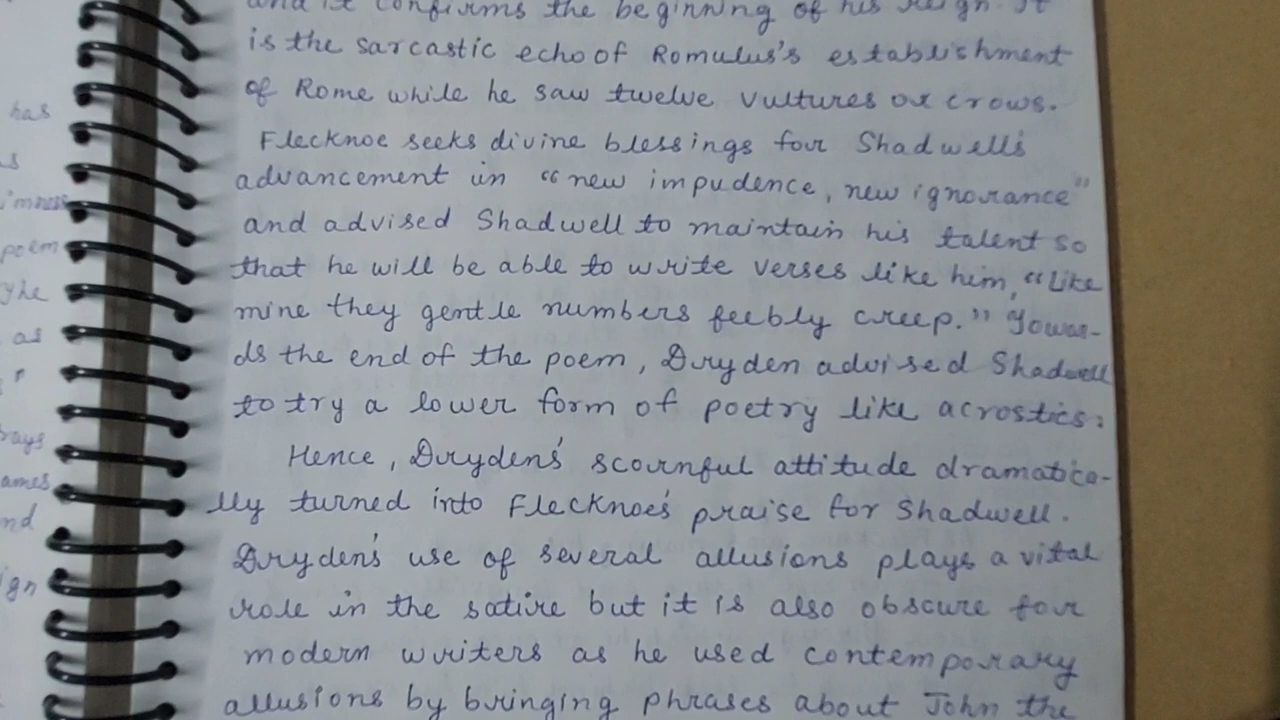 and it confirms the beginning of his reign. It
is the sarcastic echo of Romulus's establishment
of Rome while he saw twelve vultures or crows.
Flecknoe seeks divine blessings for Shadwell's
advancement in "new impudence, new ignorance"
and advised Shadwell to maintain his talent so
that he will be able to write verses like him, "Like
mine they gentle numbers feebly creep." Towar-
ds the end of the poem, Dryden advised Shadwell
to try a lower form of poetry like acrostics.
Hence, Dryden's scornful attitude dramatica-
lly turned into Flecknoe's praise for Shadwell.
Dryden's use of several allusions plays a vital
role in the satire but it is also obscure for
modern writers as he used contemporary
allusions by bringing phrases about John the
has
poem
as
ames